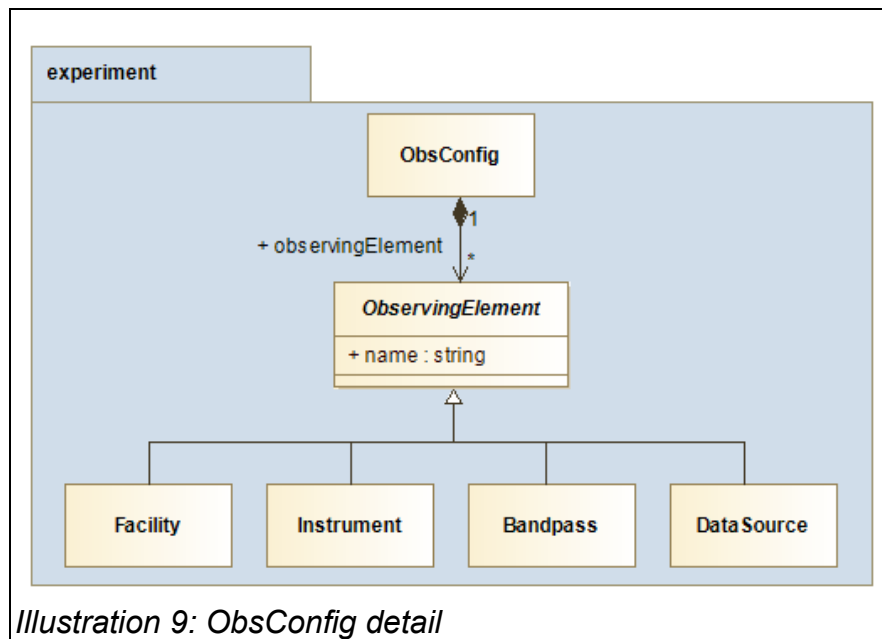 experiment
ObsConfig
1
+ observingElement
*
ObservingElement
+ name : string
Facility
Instrument
Bandpass
DataSource
Illustration 9: ObsConfig detail